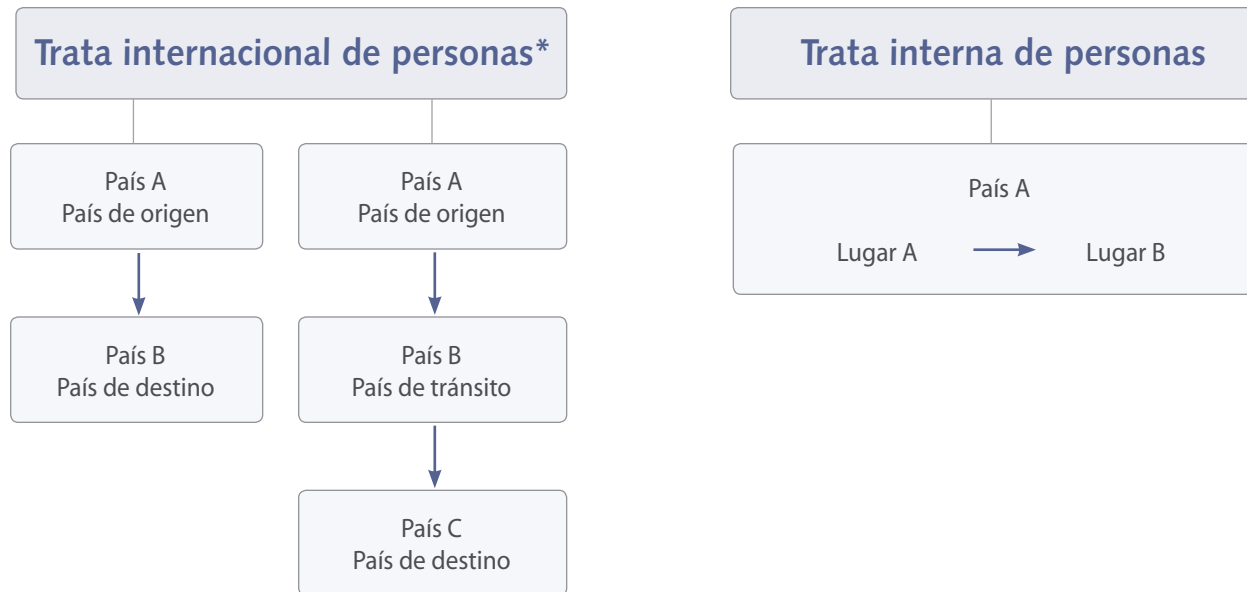 Trata internacional de personas*
País A
País de origen
País B
País de destino
País A
País de origen
País B
País de tránsito
País C
País de destino
Trata interna de personas
País A
Lugar A
Lugar B